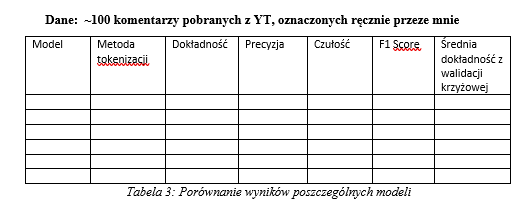 Dane: ~100 komentarzy pobranych z YT, oznaczonych ręcznie przeze mnie
Model
Metoda
tokenizacji
Dokładność
Precyzja
Czułość
F1 Score
Średnia
dokładność z
walidacji
krzyżowej
Tabela 3: Porównanie wyników poszczególnych modeli